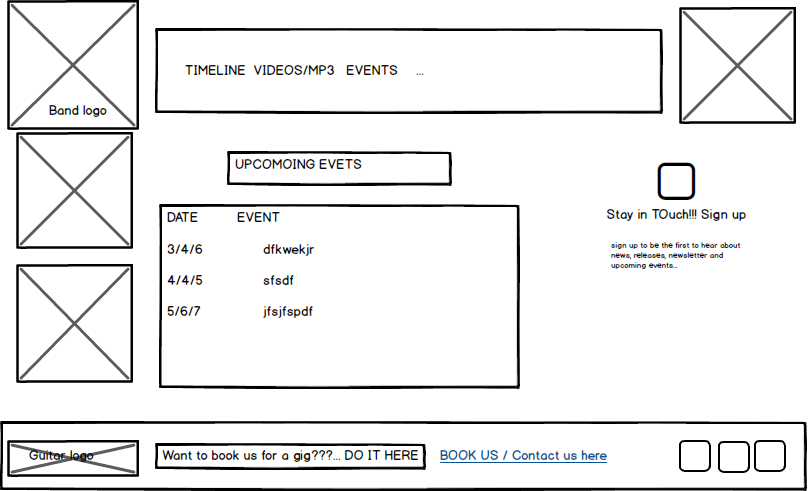 Band logo
TIMELINE VIDEOS/MP3 EVENTS ...
UPCOMOING EVETS
DATE EVENT
3/4/6 dfkwekjr
4/4/5 sfsdf
5/6/7 jfsjfspdf
Stay in TOuch!!! Sign up
sign up to be the first to hear about
news, releases, newsletter and
upcoming events..
Guitar logo
Want to book us for a gig???... DO IT HERE
BOOK US / Contact us here